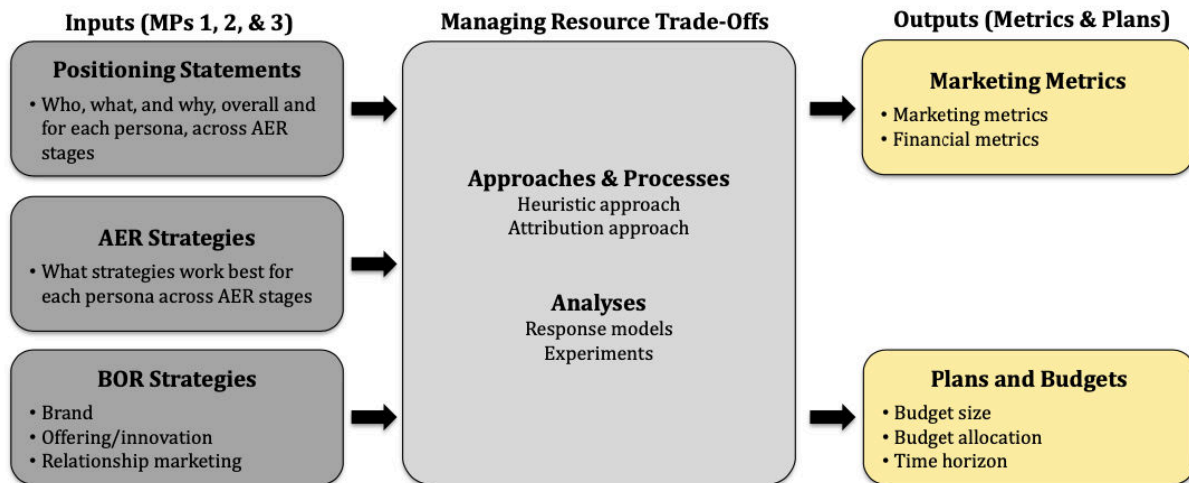 Inputs (MPs 1, 2, & 3)
Positioning Statements
• Who, what, and why, overall and
for each persona, across AER
stages
AER Strategies
• What strategies work best for
each persona across AER stages
BOR Strategies
• Brand
• Offering/innovation
• Relationship marketing
Managing Resource Trade-Offs
Approaches & Processes
Heuristic approach
Attribution approach
Analyses
Response models
Experiments
Outputs (Metrics & Plans)
Marketing Metrics
• Marketing metrics
• Financial metrics
Plans and Budgets
• Budget size
• Budget allocation
• Time horizon